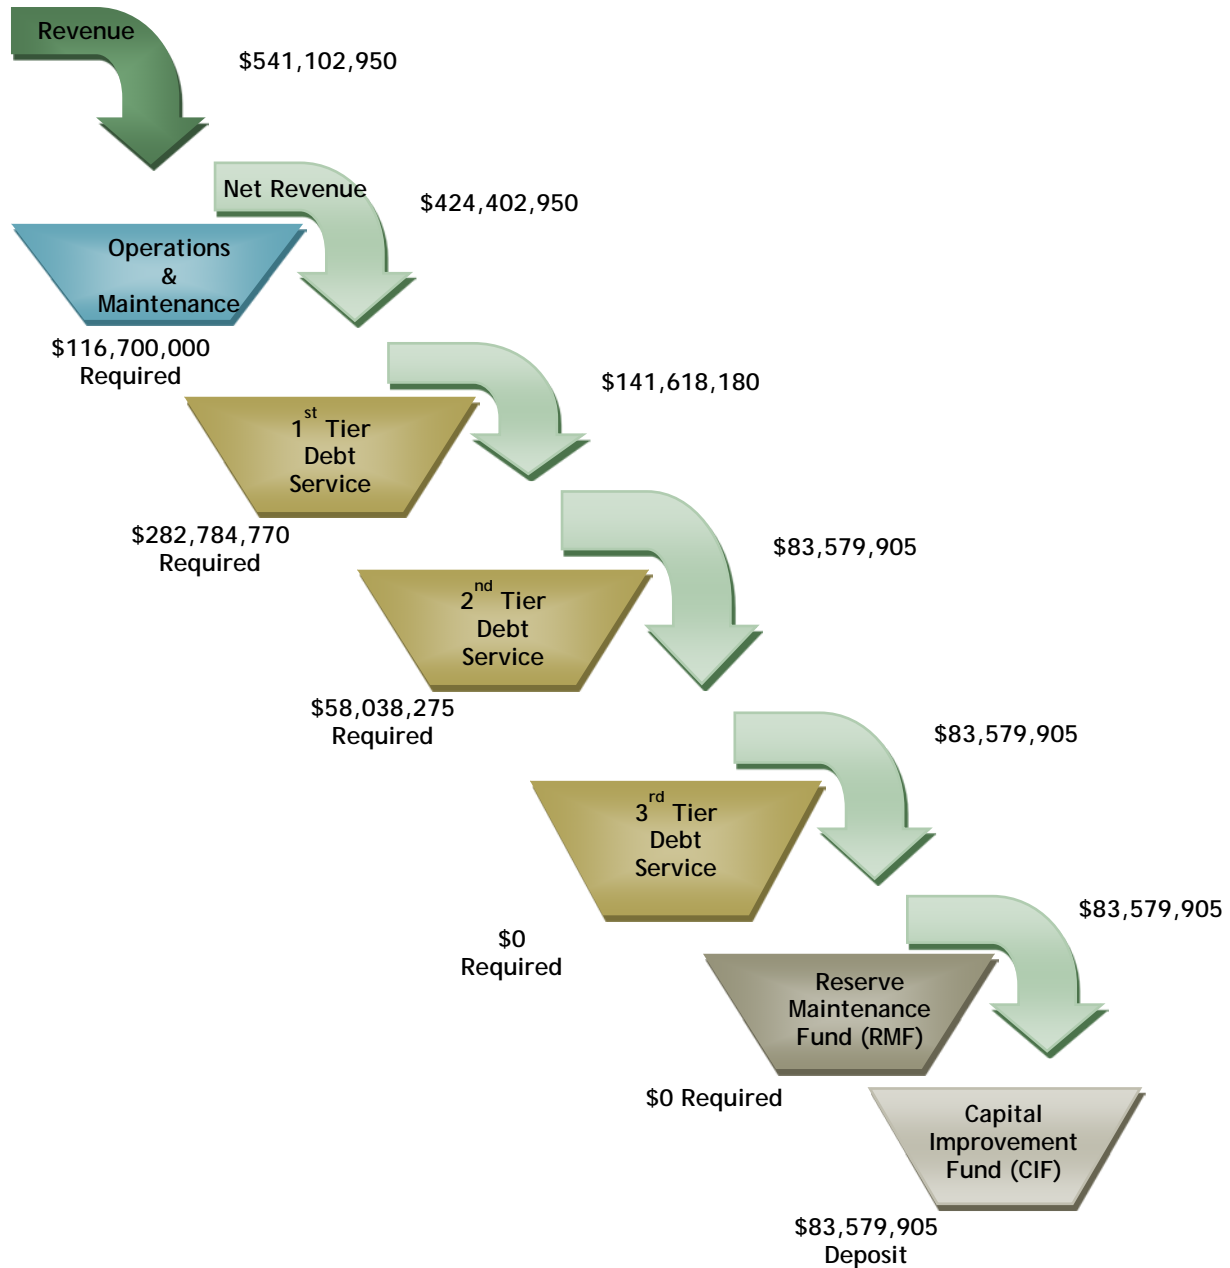 Revenue
$541,102,950
Net Revenue
$424,402,950
Operations
&
Maintenance
$116,700,000
Required
$141,618,180
1st Tier
Debt
Service
$282,784,770
Required
$83,579,905
2nd Tier
Debt
Service
$58,038,275
Required
$83,579,905
3rd Tier
Debt
Service
$0
Required
$83,579,905
Reserve
Maintenance
Fund (RMF)
$0 Required
Capital
Improvement
Fund (CIF)
$83,579,905
Deposit